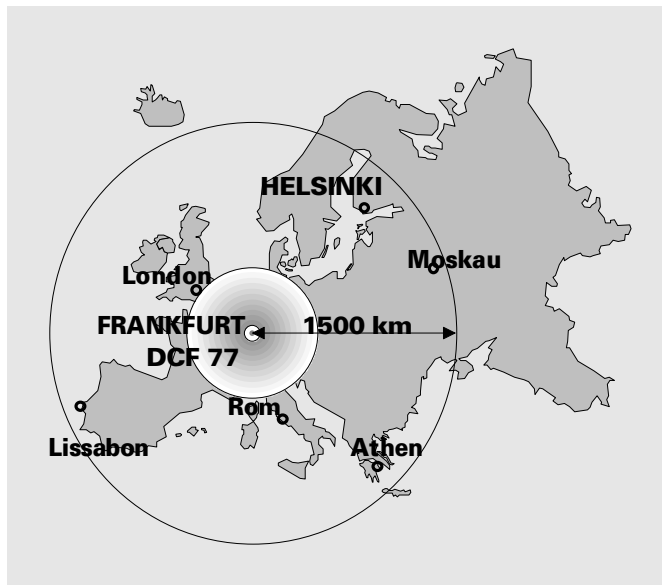 HELSINKI
Moskau
London
FRANKFURT
1500 km
DCF 77
Rom
Lissabon
Athen